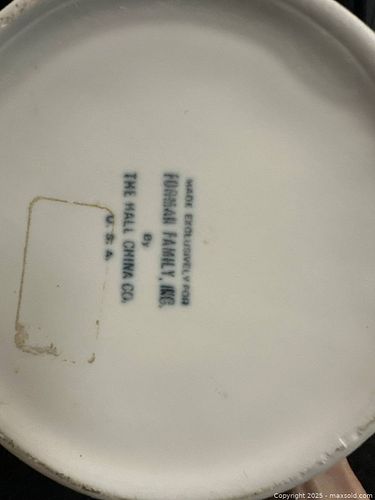 MADE EXCLUSIVELY FOR
FORMAN FAMILY, INC.
By
THE HALL CHINA CO.
U. S. A.
Copyright 2025 - maxsold.com